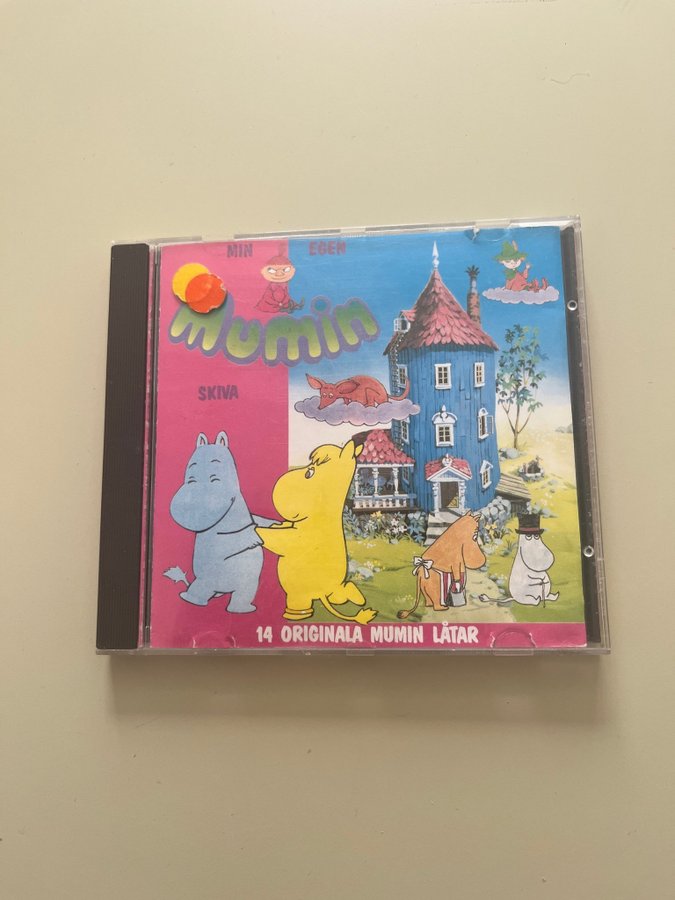 MIN EGEN
Mumin
SKIVA
14 ORIGINALA MUMIN LÅTAR